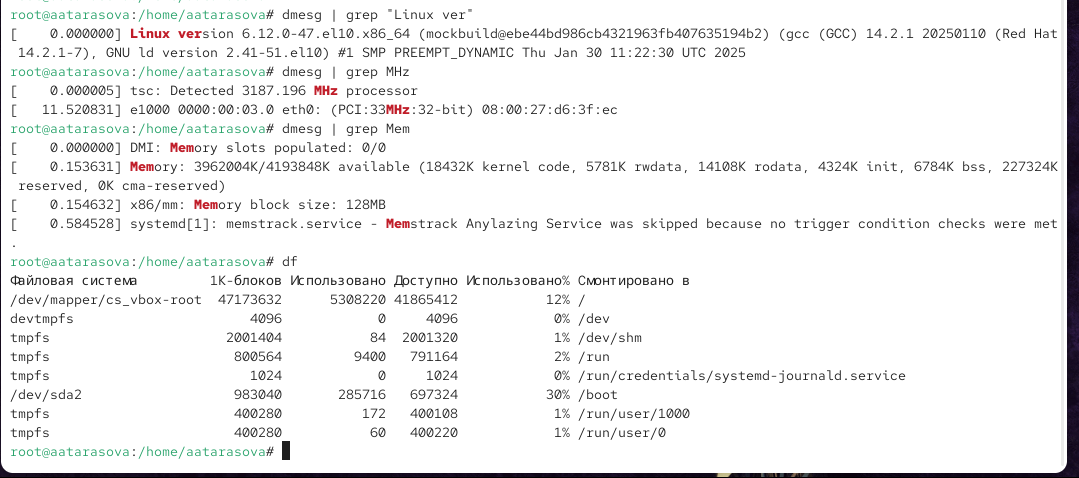 root@aatarasova:/home/aatarasova# dmesg | grep "Linux ver"
[    0.000000] Linux version 6.12.0-47.el10.x86_64 (mockbuild@ebe44bd986cb4321963fb407635194b2) (gcc (GCC) 14.2.1 20250110 (Red Hat
 14.2.1-7), GNU ld version 2.41-51.el10) #1 SMP PREEMPT_DYNAMIC Thu Jan 30 11:22:30 UTC 2025
root@aatarasova:/home/aatarasova# dmesg | grep MHz
[    0.000005] tsc: Detected 3187.196 MHz processor
[   11.520831] e1000 0000:00:03.0 eth0: (PCI:33MHz:32-bit) 08:00:27:d6:3f:ec
root@aatarasova:/home/aatarasova# dmesg | grep Mem
[    0.000000] DMI: Memory slots populated: 0/0
[    0.153631] Memory: 3962004K/4193848K available (18432K kernel code, 5781K rwdata, 14108K rodata, 4324K init, 6784K bss, 227324K
 reserved, 0K cma-reserved)
[    0.154632] x86/mm: Memory block size: 128MB
[    0.584528] systemd[1]: memstrack.service - Memstrack Anylazing Service was skipped because no trigger condition checks were met
.
root@aatarasova:/home/aatarasova# df
Файловая система         1K-блоков Использовано Доступно Использовано% Смонтировано в
/dev/mapper/cs_vbox-root  47173632      5308220 41865412           12% /
devtmpfs                      4096            0     4096            0% /dev
tmpfs                      2001404           84  2001320            1% /dev/shm
tmpfs                       800564         9400   791164            2% /run
tmpfs                         1024            0     1024            0% /run/credentials/systemd-journald.service
/dev/sda2                   983040       285716   697324           30% /boot
tmpfs                       400280          172   400108            1% /run/user/1000
tmpfs                       400280           60   400220            1% /run/user/0
root@aatarasova:/home/aatarasova#